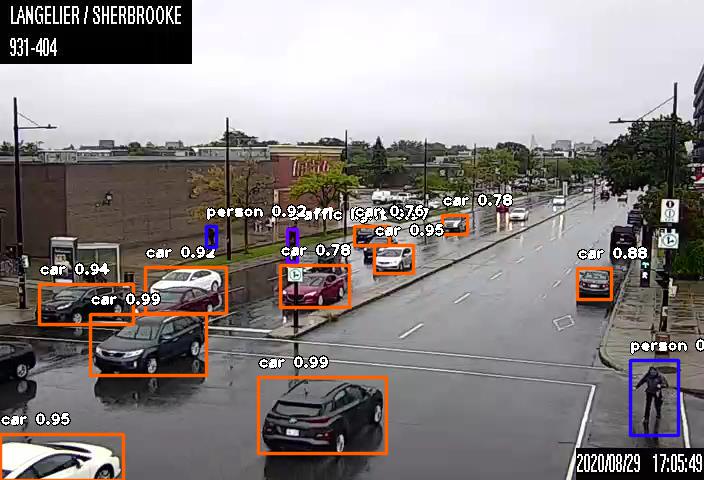 LANGELIER / SHERBROOKE
931-404
car 0.78
person 0.92
car 0.76
car 0.95
car 0.92
car 0.78
car 0.88
car 0.94
car 0.99
person 0
car 0.99
car 0.95
2020/08/29 17:05:49